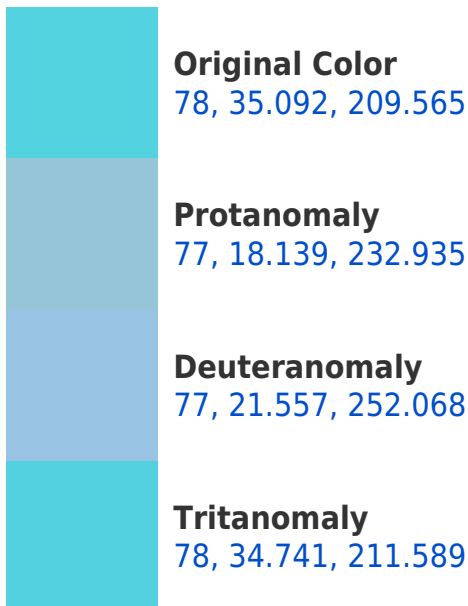 Original Color
78, 35.092, 209.565
Protanomaly
77, 18.139, 232.935
Deuteranomaly
77, 21.557, 252.068
Tritanomaly
78, 34.741, 211.589